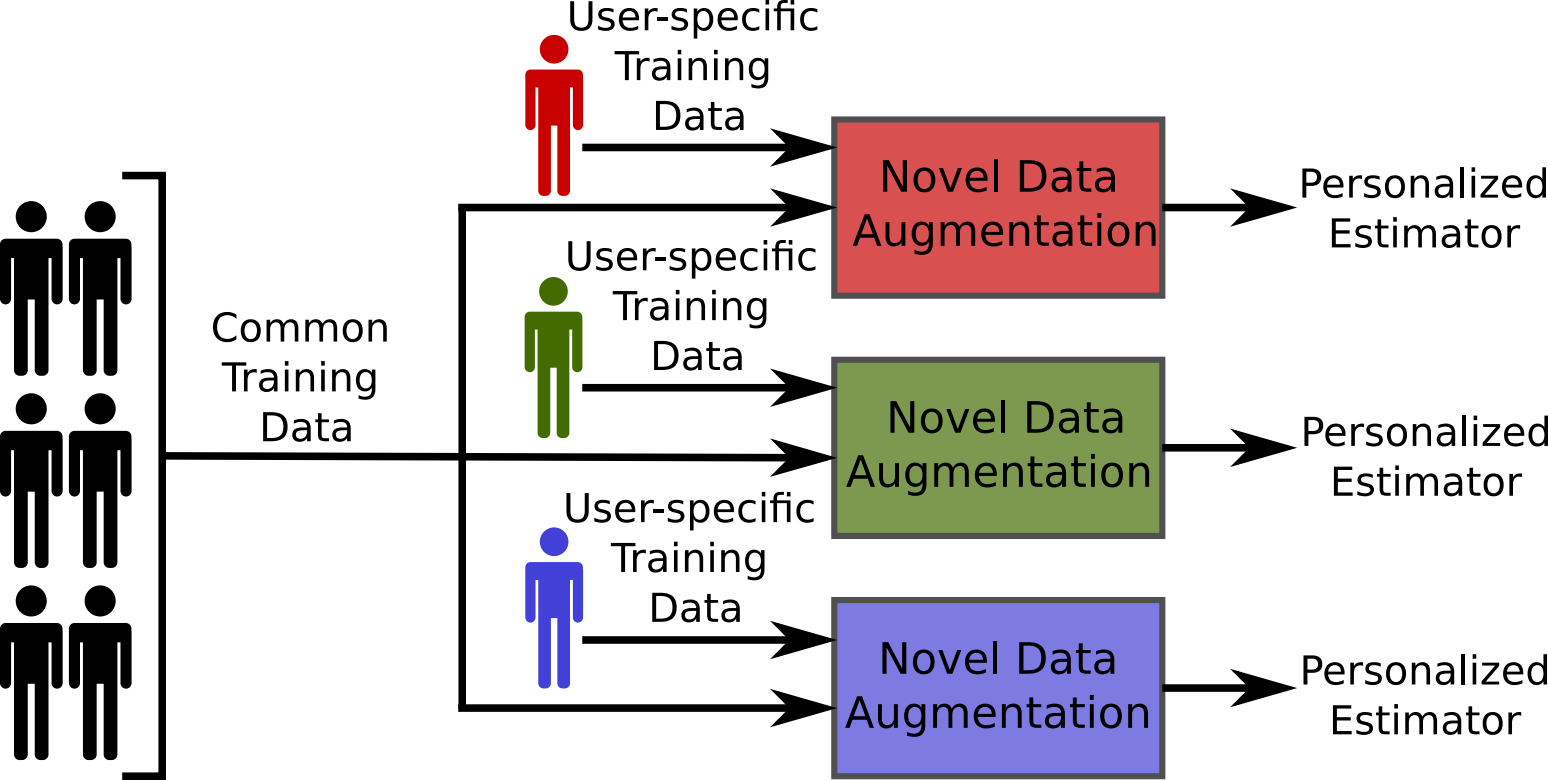 Common
Training
Data
User-specific
Training
Data
Novel Data
Augmentation
Personalized
Estimator
User-specific
Training
Data
Novel Data
Augmentation
Personalized
Estimator
User-specific
Training
Data
Novel Data
Augmentation
Personalized
Estimator